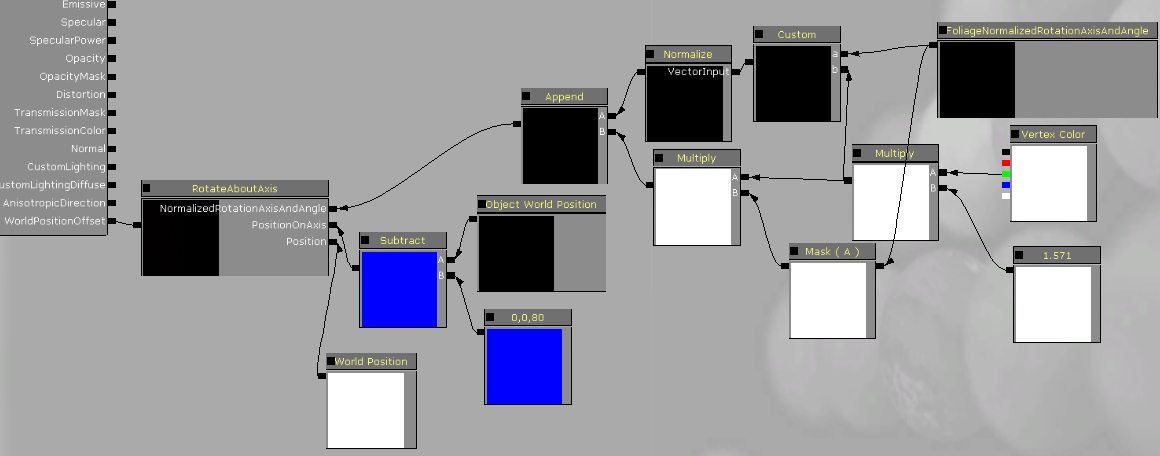 Emissive
Specular
SpecularPower
Opacity
OpacityMask
Distortion
TransmissionMask
TransmissionColor
Normal
CustomLighting
ustomLightingDiffuse
AnisotropicDirection
WorldPositionOffset
RotateAboutAxis
NormalizedRotationAxisAndAngle
PositionOnAxis
Position
Subtract
A
B
World Position
Object World Position
0,0,80
Append
A
B
Normalize
VectorInput
Multiply
A
B
Custom
a
b
Mask ( A )
Multiply
A
B
FoliageNormalizedRotationAxisAndAngle
Vertex Color
1.571